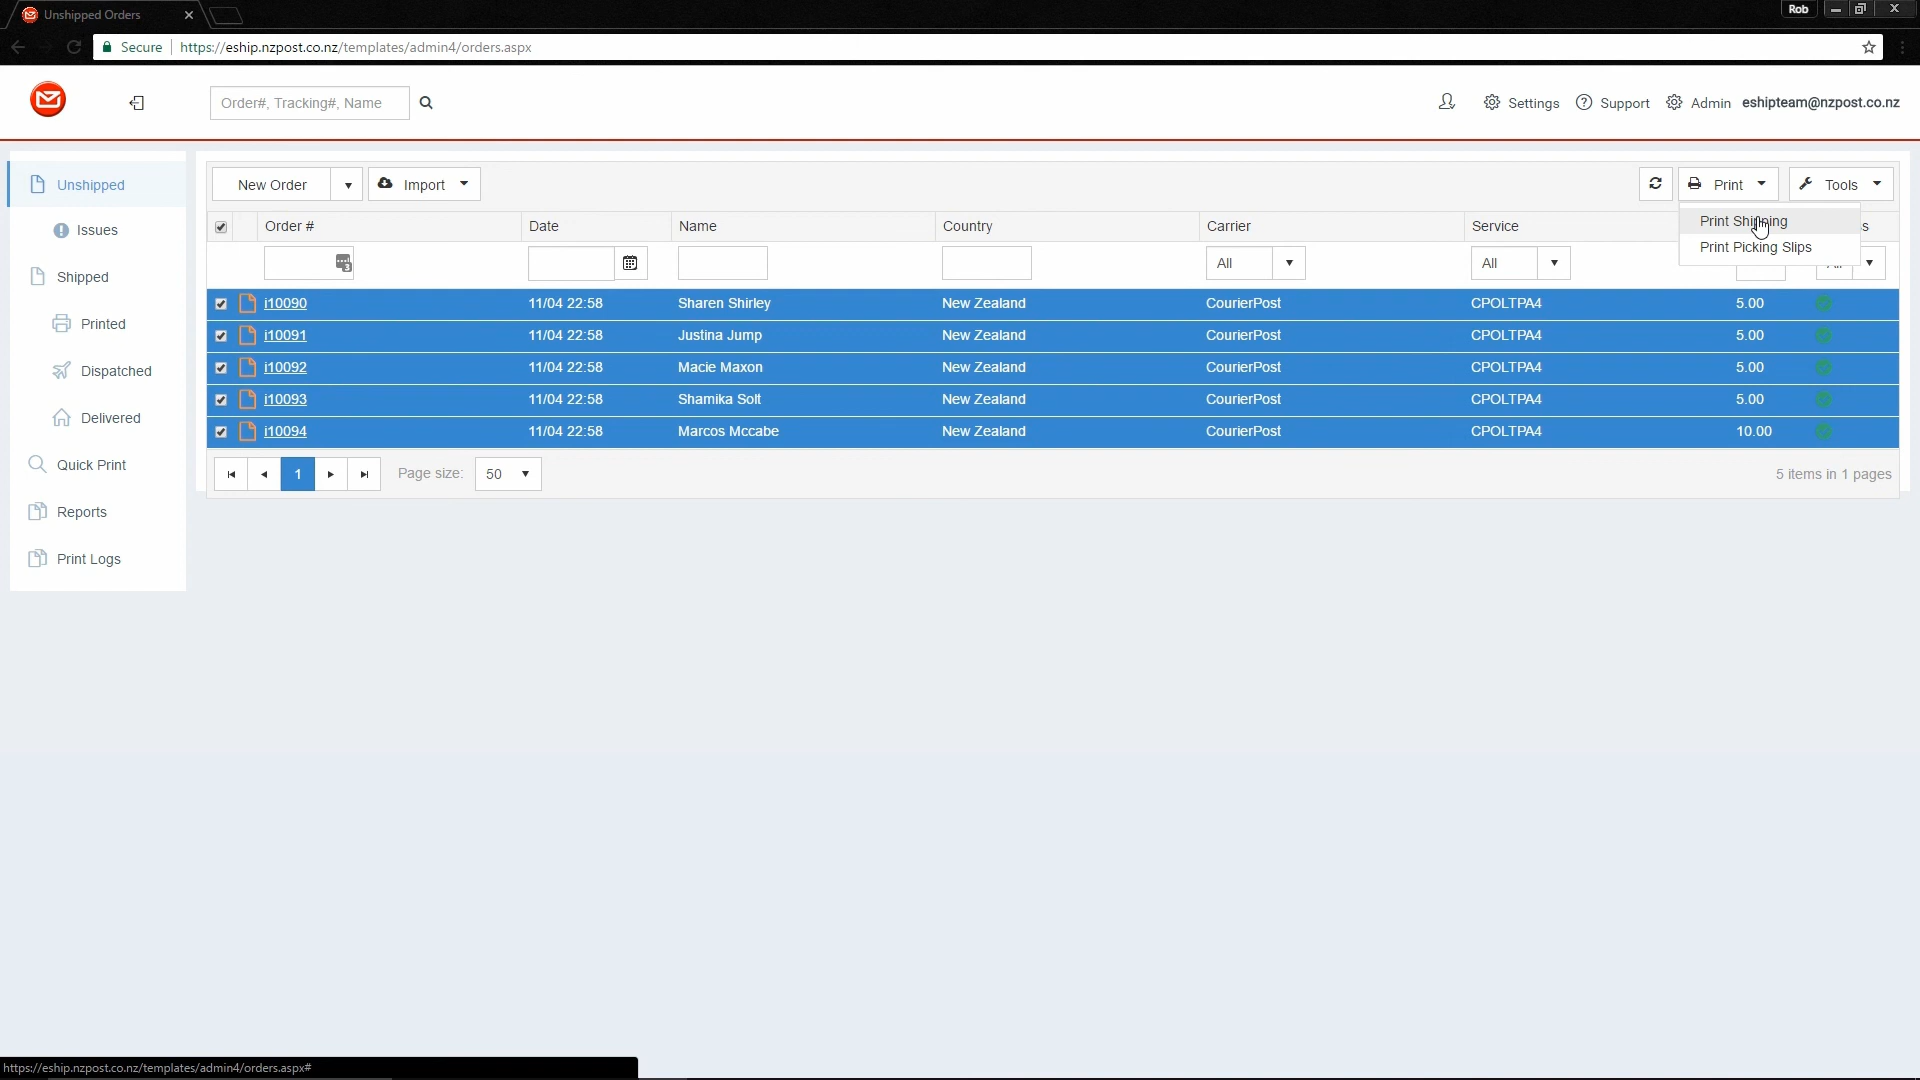 Unshipped Orders
Rob
Secure https://eship.nzpost.co.nz/templates/admin4/orders.aspx
Order#, Tracking#, Name
Settings Support Admin eshipteam@nzpost.co.nz
Unshipped
Issues
Shipped
Printed
Dispatched
Delivered
Quick Print
Reports
Print Logs
New Order Import Print Tools
Print Shipping
Print Picking Slips
Order # Date Name Country Carrier Service
All All
i10090 11/04 22:58 Sharen Shirley New Zealand CourierPost CPOLTPA4 5.00
i10091 11/04 22:58 Justina Jump New Zealand CourierPost CPOLTPA4 5.00
i10092 11/04 22:58 Macie Maxon New Zealand CourierPost CPOLTPA4 5.00
i10093 11/04 22:58 Shamika Solt New Zealand CourierPost CPOLTPA4 5.00
i10094 11/04 22:58 Marcos Mccabe New Zealand CourierPost CPOLTPA4 10.00
1 Page size: 50 5 items in 1 pages
https://eship.nzpost.co.nz/templates/admin4/orders.aspx#